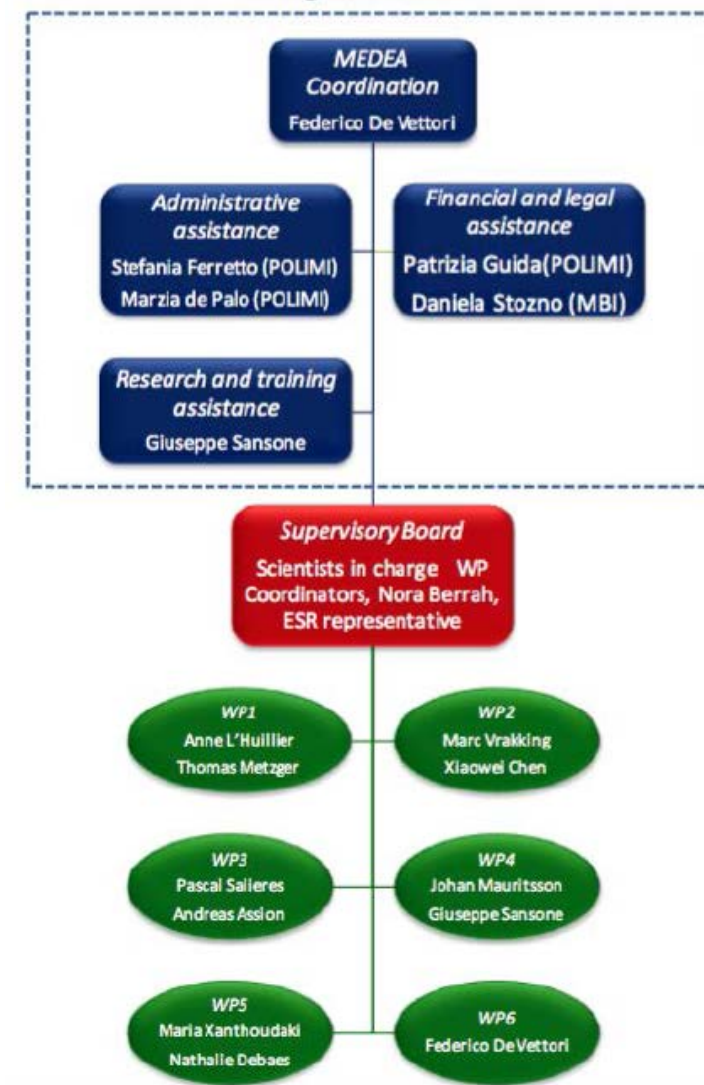 MEDEA
Coordination
Federico De Vettori
Administrative
assistance
Stefania Ferretto (POLIMI)
Marzia de Palo (POLIMI)
Financial and legal
assistance
Patrizia Guida(POLIMI)
Daniela Stozno (MBI)
Research and training
assistance
Giuseppe Sansone
Supervisory Board
Scientists in charge WP
Coordinators, Nora Berrah,
ESR representative
WP1
Anne L'Huillier
Thomas Metzger
WP2
Marc Vrakking
Xiaowei Chen
WP3
Pascal Salieres
Andreas Assion
WP4
Johan Mauritsson
Giuseppe Sansone
WP5
Maria Xanthoudaki
Nathalie Debaes
WP6
Federico De Vettori